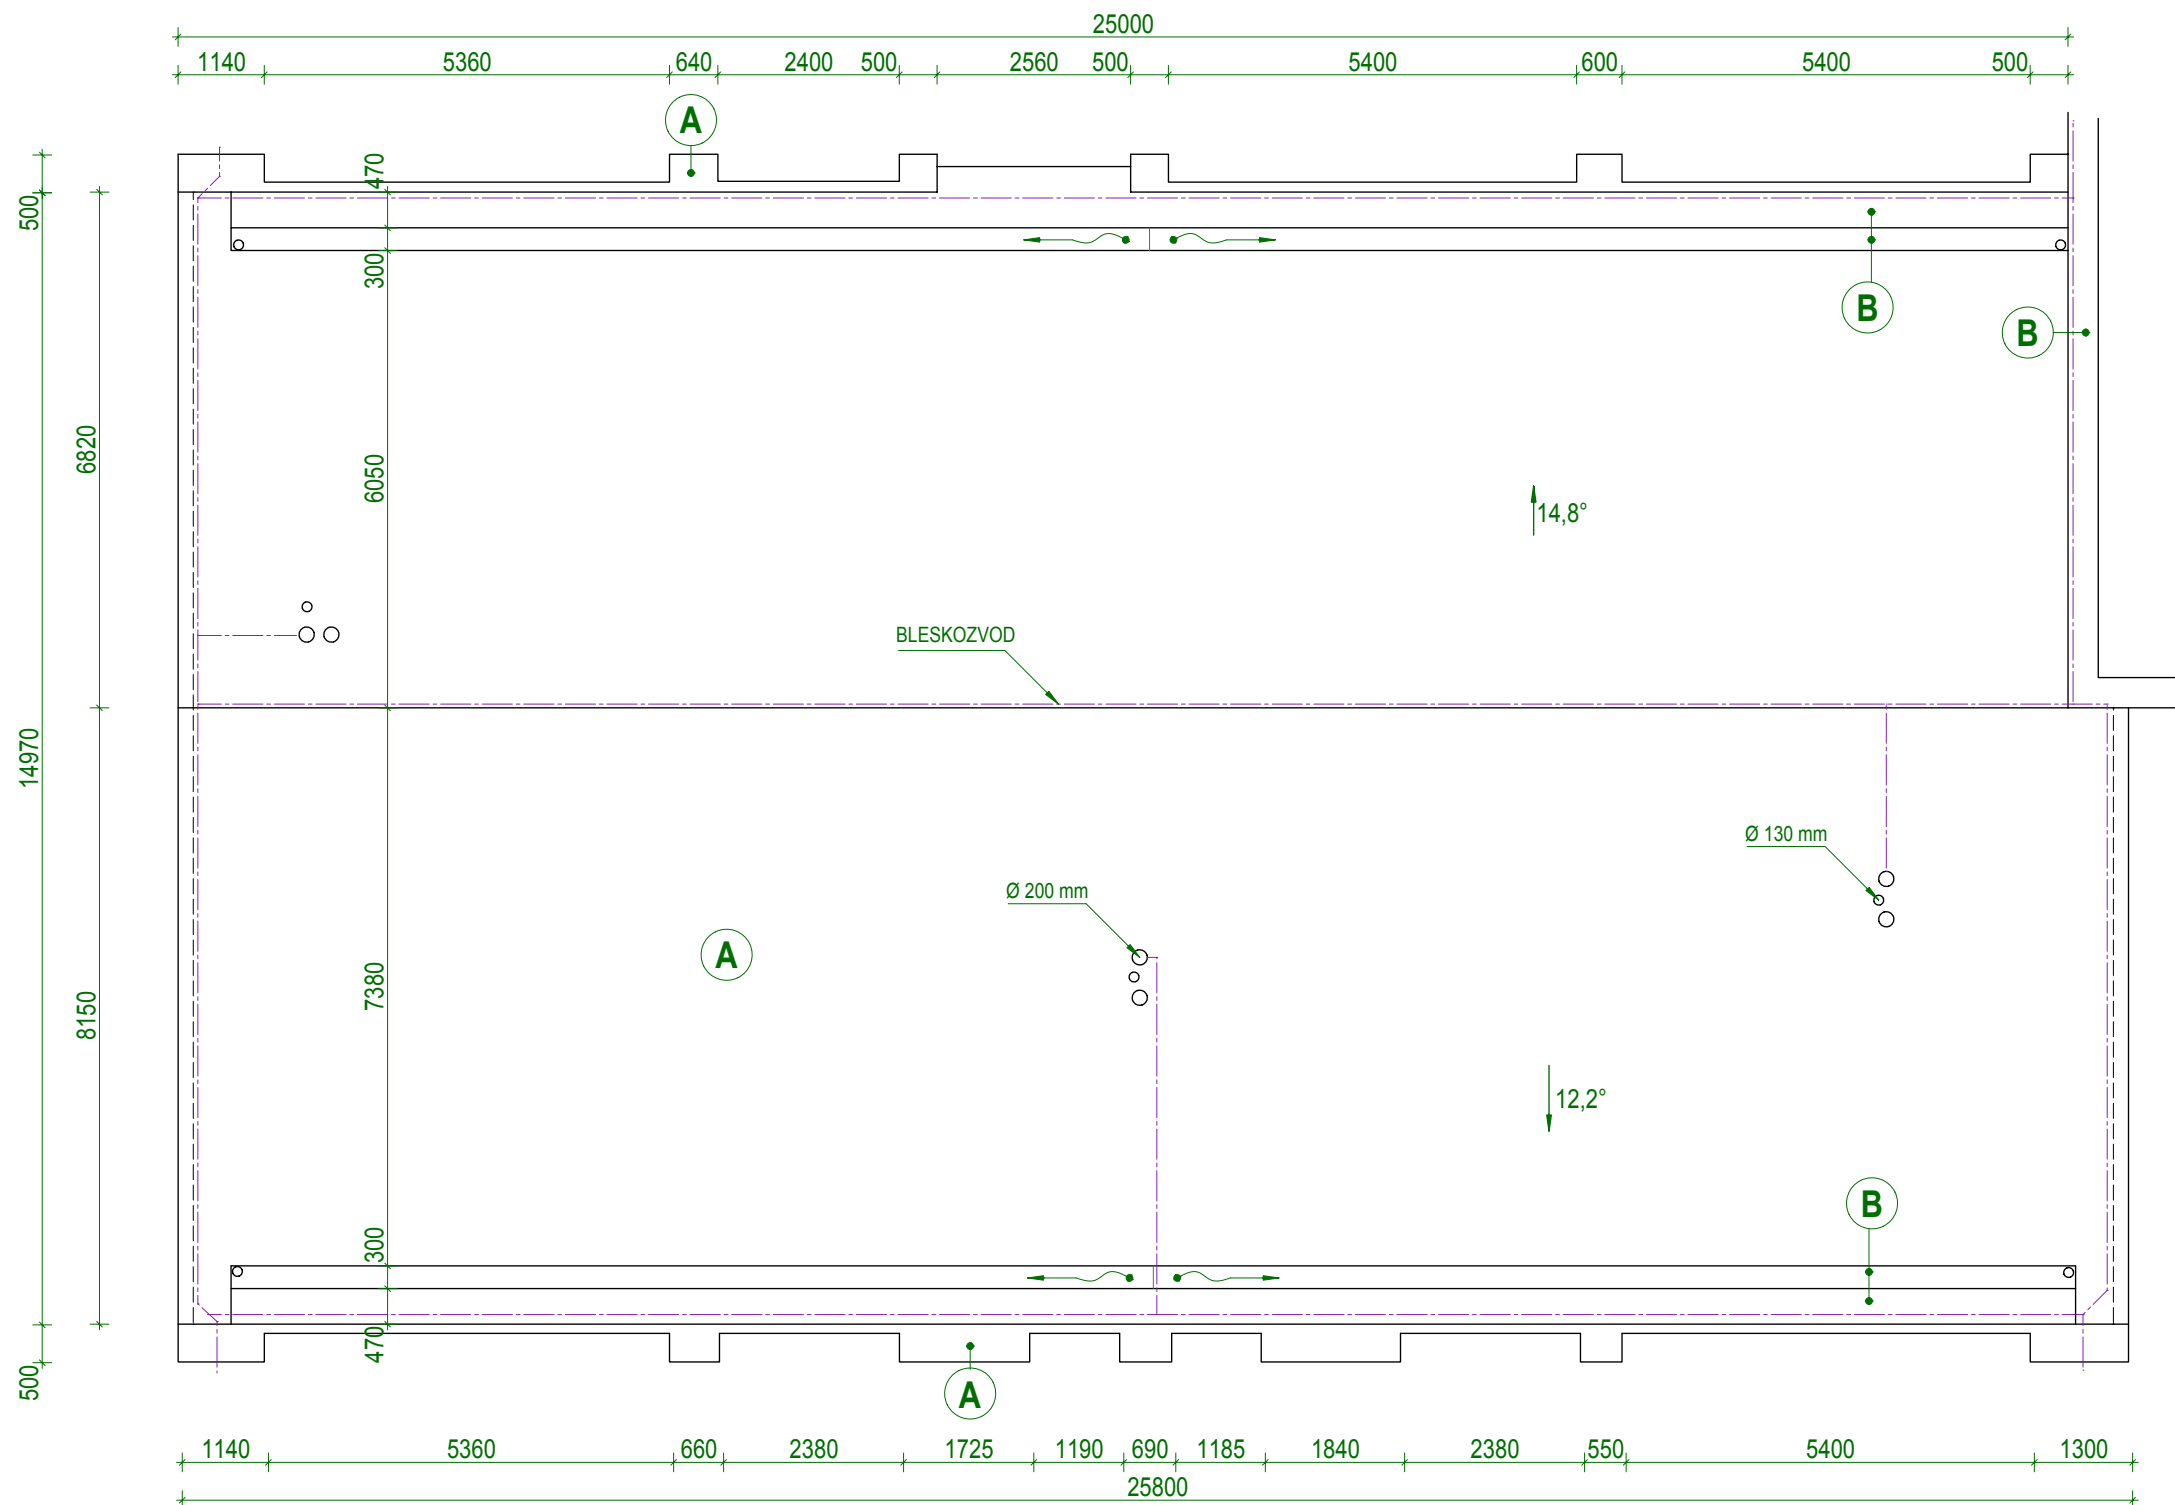 25000
1140 5360 640 2400 500 2560 500 5400 600 5400 500
A
470
500
300
B
B
6820
6050
14,8°
BLESKOZVOD
14970
Ø 130 mm
Ø 200 mm
A
7380
8150
12,2°
B
300
470
500
A
1140 5360 660 2380 1725 1190 690 1185 1840 2380 550 5400 1300
25800